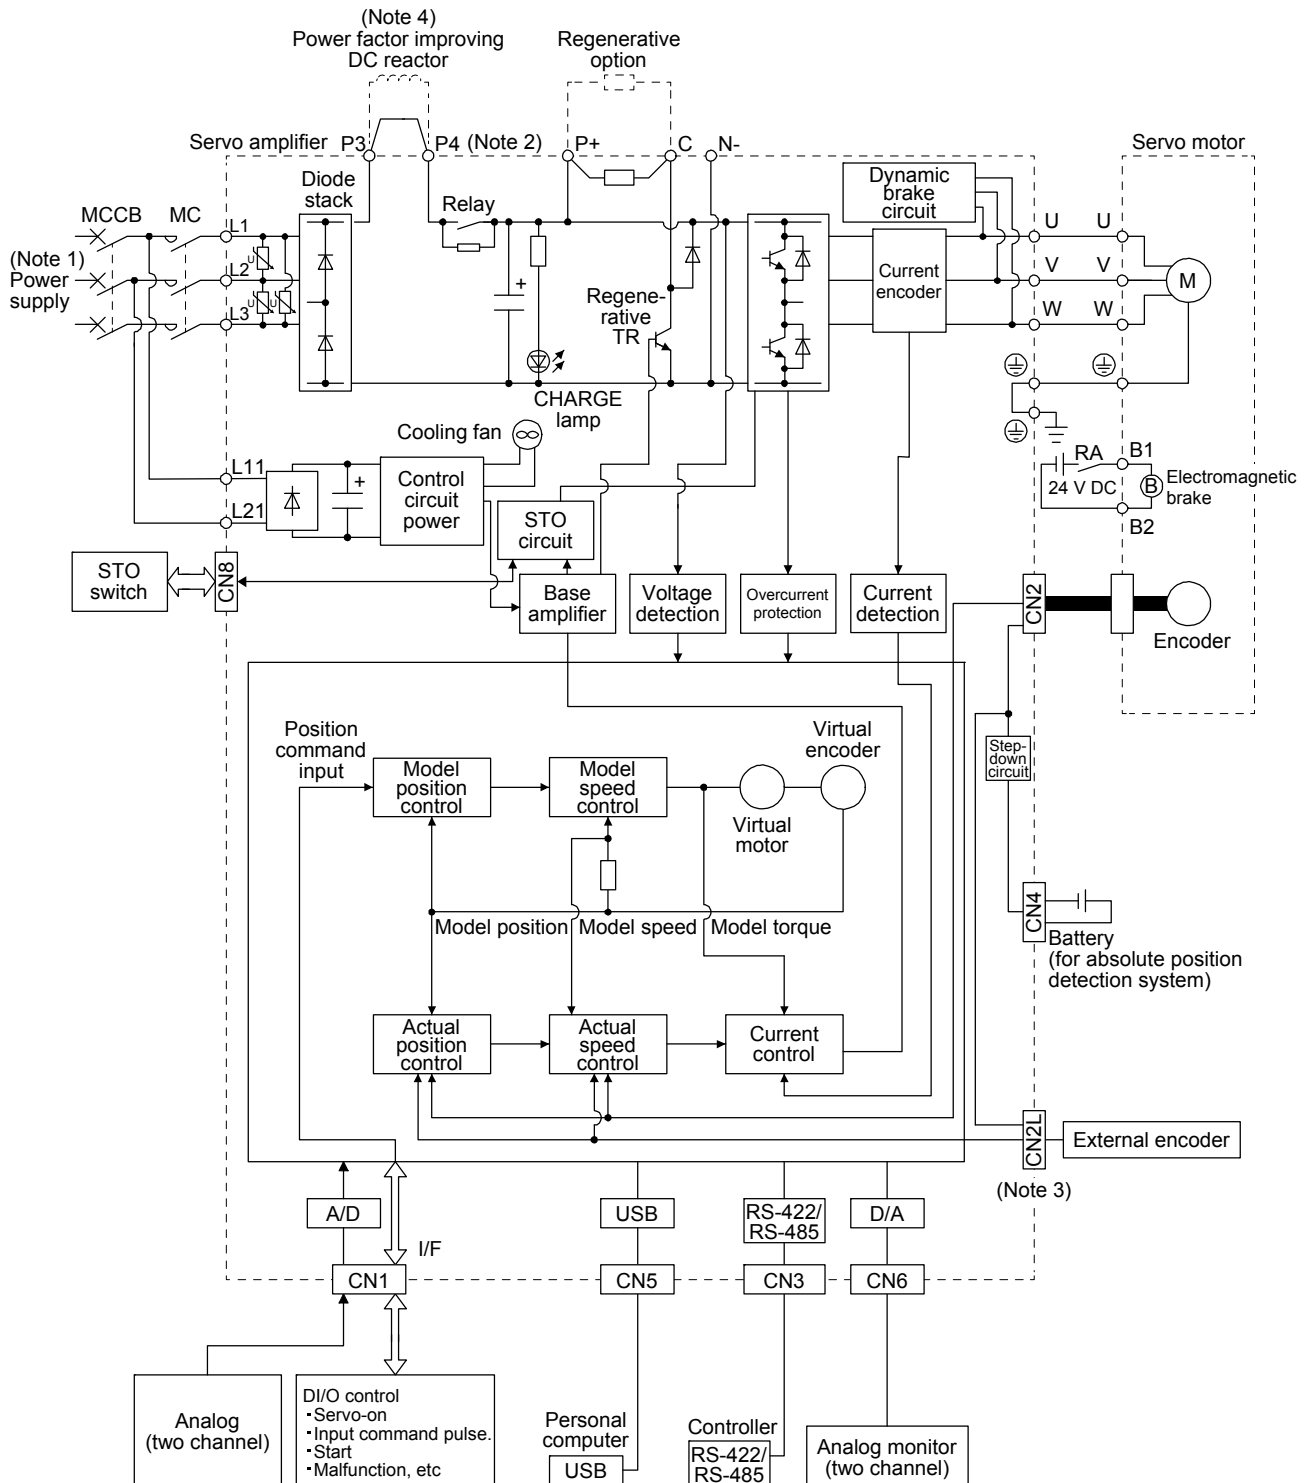 (Note 4)
Power factor improving
DC reactor
Regenerative
option
Servo amplifier
P3
P4
(Note 2)
P+
C
N-
Servo motor
Diode
stack
Dynamic
brake
circuit
MCCB
MC
L1
Relay
U
U
(Note 1)
Power
supply
U
L2
+
Regene-
rative
TR
Current
encoder
V
V
M
U
U
L3
W
W
CHARGE
lamp
Cooling fan
L11
+
Control
circuit
power
RA
B1
24 V DC
B
Electromagnetic
brake
L21
STO
circuit
B2
STO
switch
CN8
Base
amplifier
Voltage
detection
Overcurrent
protection
Current
detection
CN2
Encoder
Position
command
input
Virtual
encoder
Model
position
control
Model
speed
control
Step-
down
circuit
Virtual
motor
CN4
Model position
Model speed
Model torque
Battery
(for absolute position
detection system)
Actual
position
control
Actual
speed
control
Current
control
CN2L
External encoder
(Note 3)
A/D
USB
RS-422/
RS-485
D/A
I/F
CN1
CN5
CN3
CN6
Analog
(two channel)
DI/O control
･Servo-on
･Input command pulse.
･Start
･Malfunction, etc
Personal
computer
USB
Controller
RS-422/
RS-485
Analog monitor
(two channel)